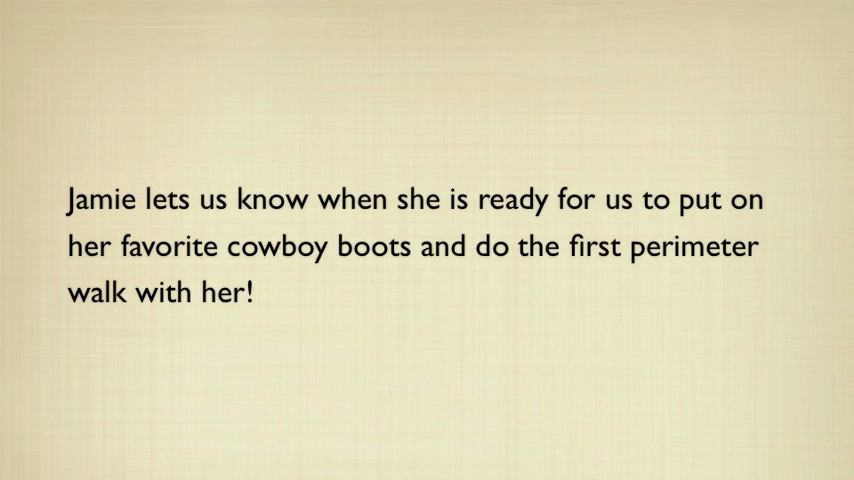 Jamie lets us know when she is ready for us to put on
her favorite cowboy boots and do the first perimeter
walk with her!